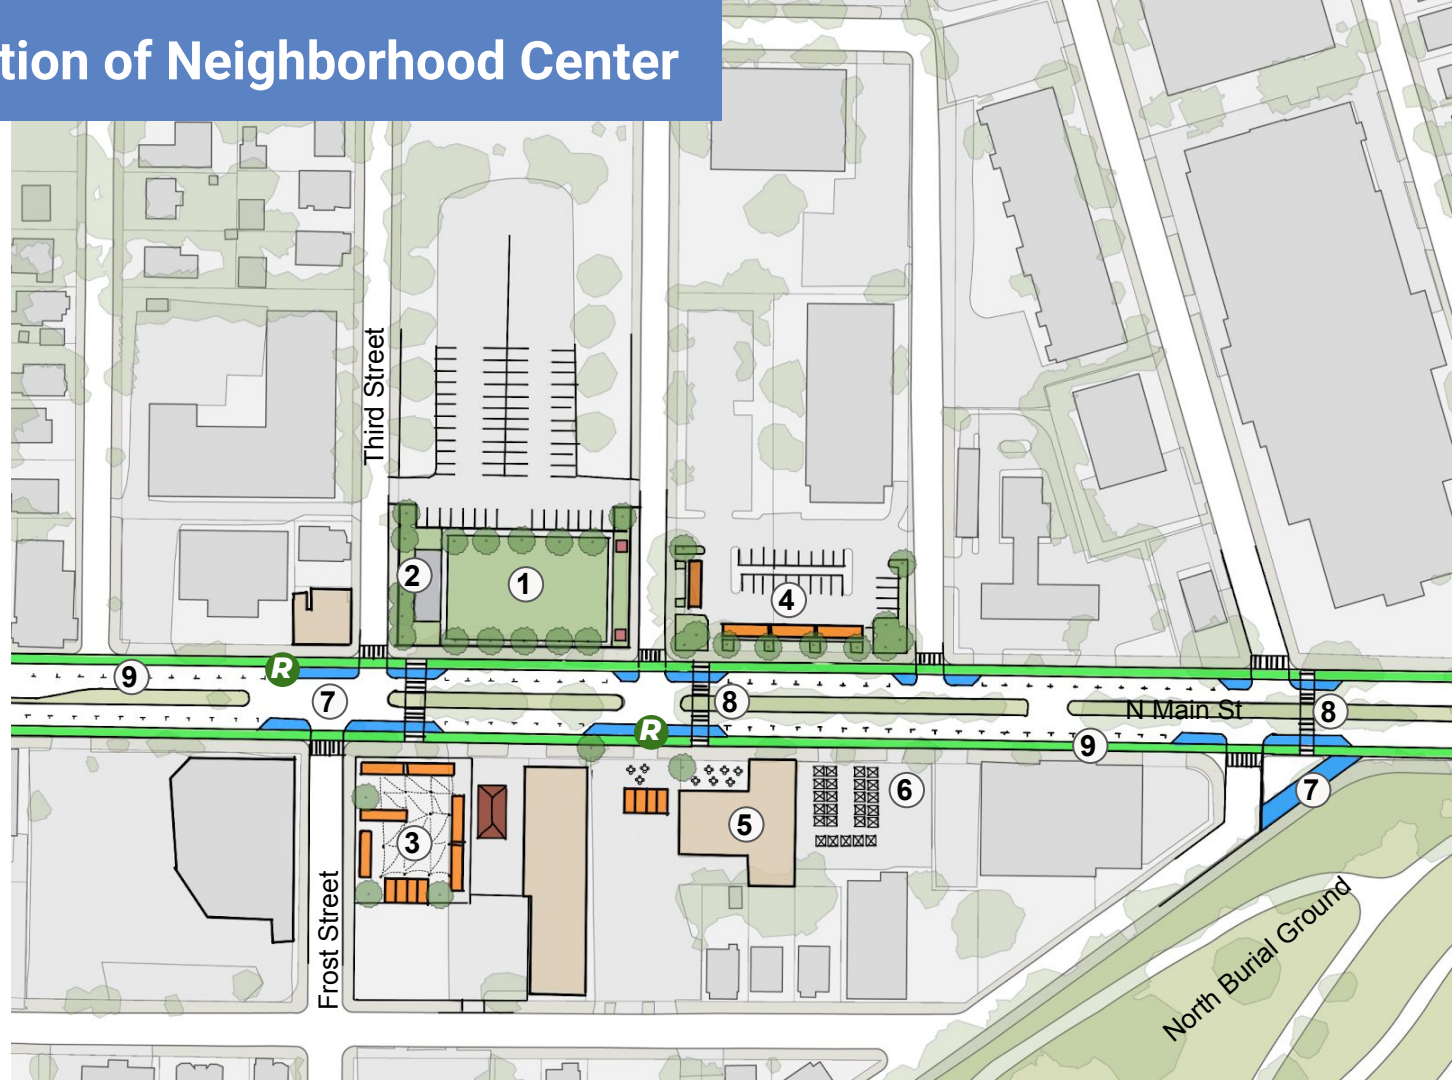 tion of Neighborhood Center
Third Street
2
1
4
R
9
7
R
8
N Main St
8
9
7
3
5
6
Frost Street
North Burial Ground